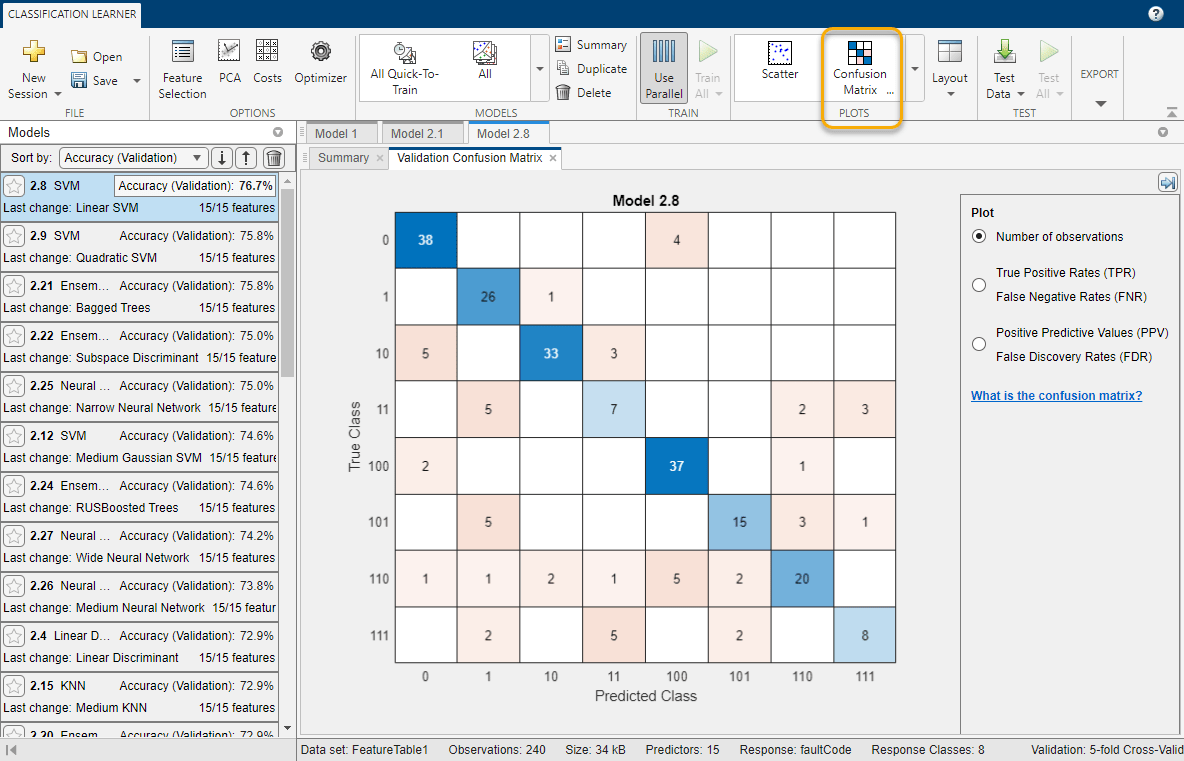 CLASSIFICATION LEARNER
?
New Session
Open
Save
FILE
Feature Selection
PCA
Costs
Optimizer
OPTIONS
All Quick-To-Train
All
Summary
Duplicate
Delete
MODELS
Use Parallel
Train All
TRAIN
Scatter
Confusion Matrix ...
PLOTS
Layout
Test Data
Test All
TEST
EXPORT
Models
Sort by: Accuracy (Validation)
2.8 SVM Accuracy (Validation): 76.7%
Last change: Linear SVM 15/15 features
2.9 SVM Accuracy (Validation): 75.8%
Last change: Quadratic SVM 15/15 features
2.21 Ensem... Accuracy (Validation): 75.8%
Last change: Bagged Trees 15/15 features
2.22 Ensem... Accuracy (Validation): 75.0%
Last change: Subspace Discriminant 15/15 feature
2.25 Neural ... Accuracy (Validation): 75.0%
Last change: Narrow Neural Network 15/15 feature
2.12 SVM Accuracy (Validation): 74.6%
Last change: Medium Gaussian SVM 15/15 feature
2.24 Ensem... Accuracy (Validation): 74.6%
Last change: RUSBoosted Trees 15/15 features
2.27 Neural ... Accuracy (Validation): 74.2%
Last change: Wide Neural Network 15/15 features
2.26 Neural ... Accuracy (Validation): 73.8%
Last change: Medium Neural Network 15/15 featur
2.4 Linear D... Accuracy (Validation): 72.9%
Last change: Linear Discriminant 15/15 features
2.15 KNN Accuracy (Validation): 72.9%
Last change: Medium KNN 15/15 features
2.20 Ensem Accuracy (Validation): 72.9%
Model 1 Model 2.1 Model 2.8
Summary Validation Confusion Matrix
Model 2.8
True Class
0 38 4
1 26 1
10 5 33 3
11 5 7 2 3
100 2 37 1
101 5 15 3 1
110 1 1 2 1 5 2 20
111 2 5 2 8
0 1 10 11 100 101 110 111
Predicted Class
Plot
Number of observations
True Positive Rates (TPR)
False Negative Rates (FNR)
Positive Predictive Values (PPV)
False Discovery Rates (FDR)
What is the confusion matrix?
Data set: FeatureTable1 Observations: 240 Size: 34 kB Predictors: 15 Response: faultCode Response Classes: 8 Validation: 5-fold Cross-Valid